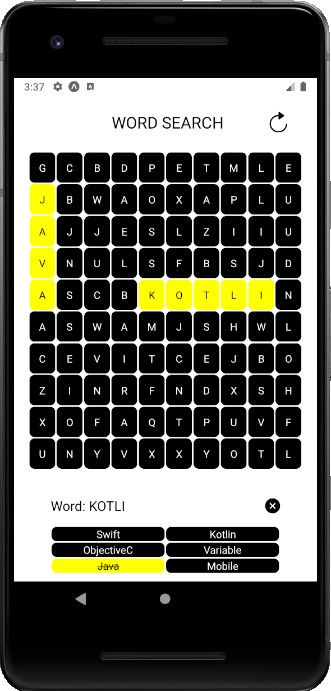 3:37
WORD SEARCH
G C B D P E T M L E
J B W A O X A P L U
A J J E S L Z I I U
V N U L S F B S J D
A S C B K O T L I N
A S W A M J S H W L
C E V I T C E J B O
Z I N R F N D X S H
X O F A Q T P U V F
U N Y V X X Y O T L
Word: KOTLI
Swift Kotlin
ObjectiveC Variable
Java Mobile